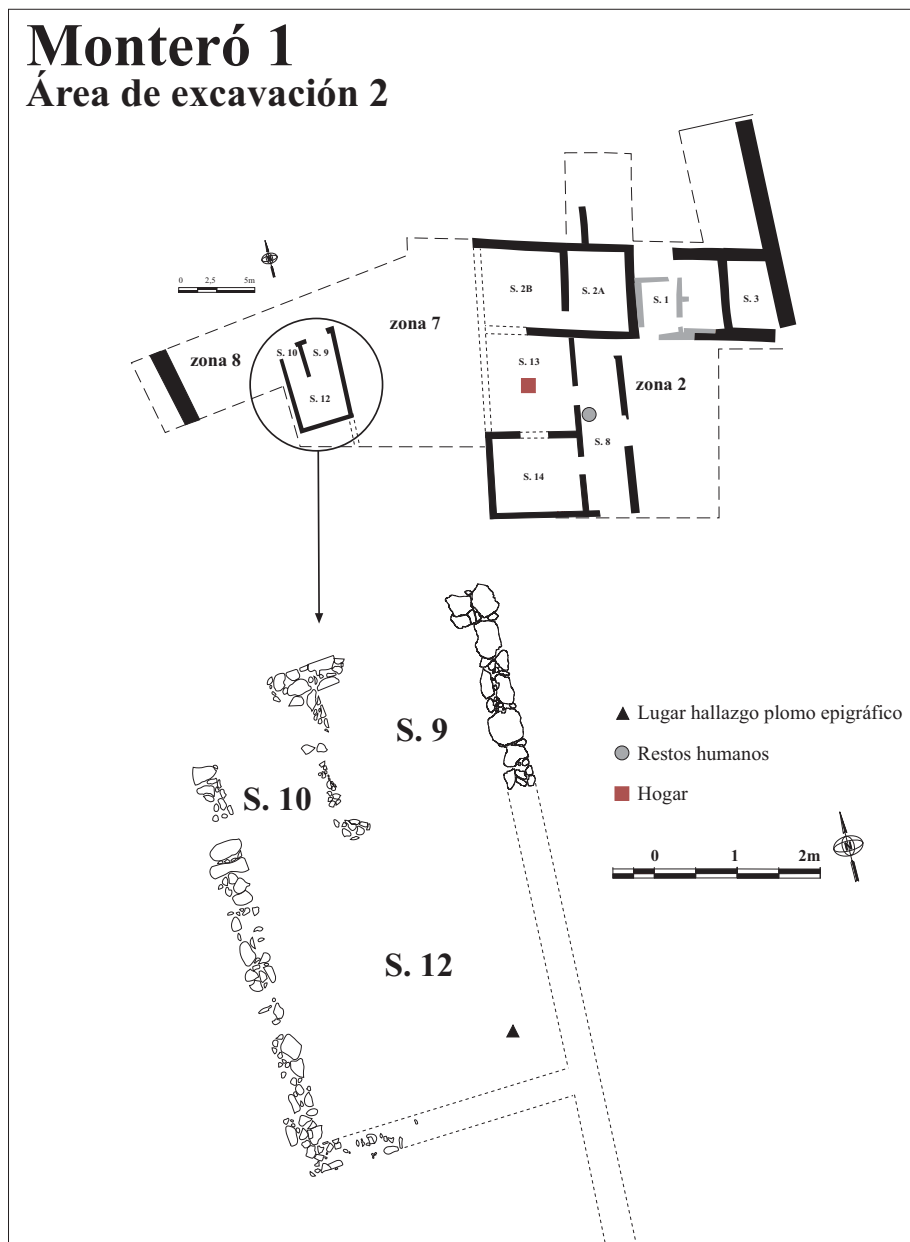 Monteró 1
Área de excavación 2
N
0 2,5 5m
S. 2B
S. 2A
S. 1
S. 3
zona 7
zona 8
S. 10
S. 9
S. 12
S. 13
zona 2
S. 8
S. 14
S. 9
S. 10
S. 12
▲ Lugar hallazgo plomo epigráfico
Restos humanos
Hogar
0 1 2m
N